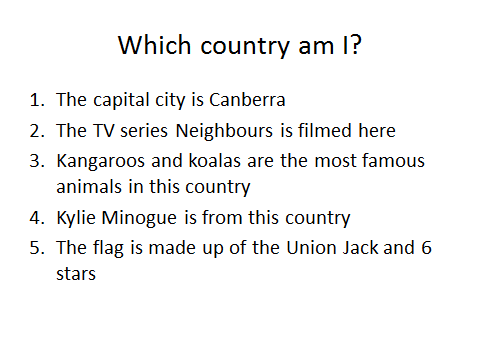 Which country am I?
1. The capital city is Canberra
2. The TV series Neighbours is filmed here
3. Kangaroos and koalas are the most famous
animals in this country
4. Kylie Minogue is from this country
5. The flag is made up of the Union Jack and 6
stars